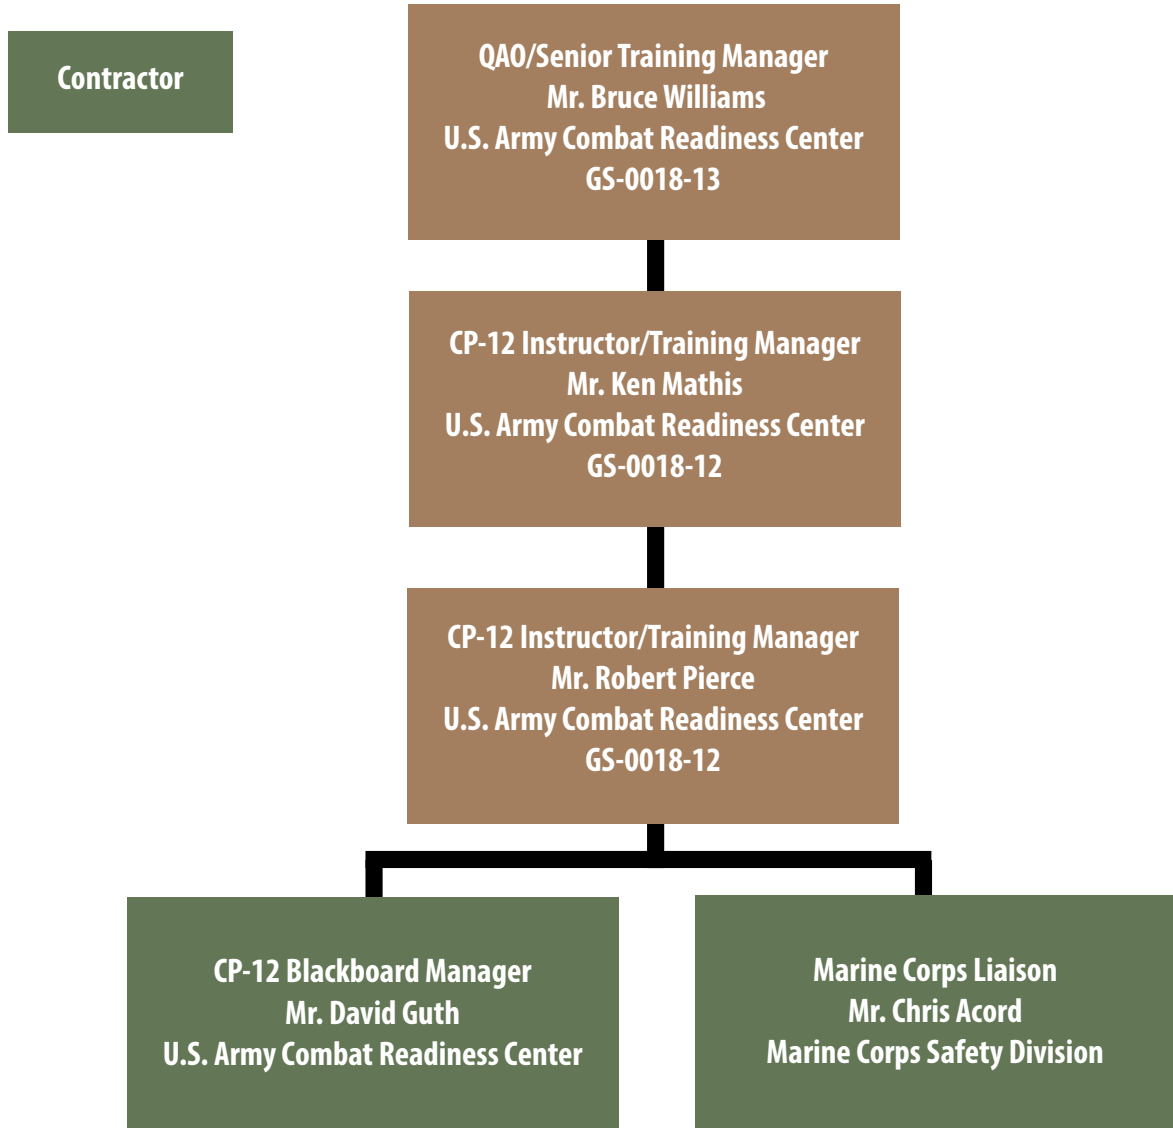 Contractor
QAO/Senior Training Manager
Mr. Bruce Williams
U.S. Army Combat Readiness Center
GS-0018-13
CP-12 Instructor/Training Manager
Mr. Ken Mathis
U.S. Army Combat Readiness Center
GS-0018-12
CP-12 Instructor/Training Manager
Mr. Robert Pierce
U.S. Army Combat Readiness Center
GS-0018-12
CP-12 Blackboard Manager
Mr. David Guth
U.S. Army Combat Readiness Center
Marine Corps Liaison
Mr. Chris Acord
Marine Corps Safety Division